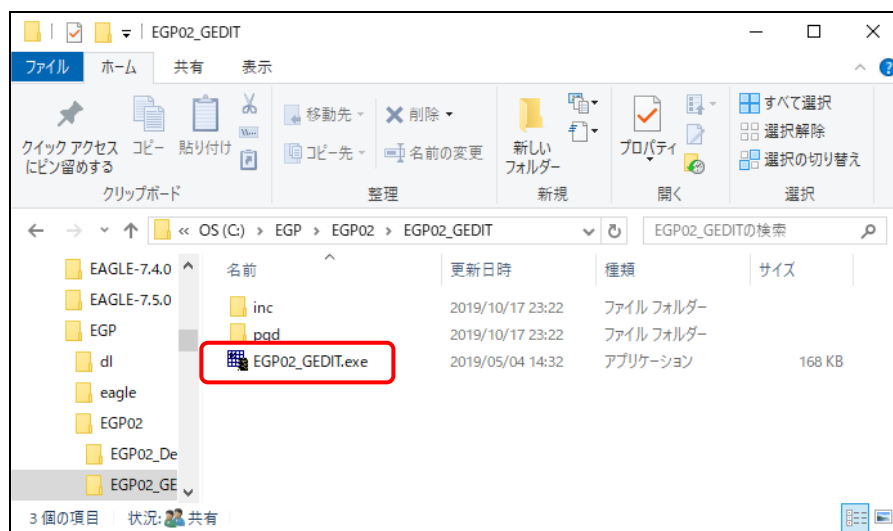 EGP02_GEDIT
ファイル ホーム 共有 表示
クイック アクセス
にピン留めする
コピー
貼り付け
クリップボード
移動先
コピー先
削除
名前の変更
整理
新しい
フォルダー
新規
プロパティ
開く
すべて選択
選択解除
選択の切り替え
選択
« OS (C:) > EGP > EGP02 > EGP02_GEDIT
EGP02_GEDITの検索
EAGLE-7.4.0
EAGLE-7.5.0
EGP
dl
eagle
EGP02
EGP02_De
EGP02_GE
名前 更新日時 種類 サイズ
inc 2019/10/17 23:22 ファイル フォルダー
pgd 2019/10/17 23:22 ファイル フォルダー
EGP02_GEDIT.exe 2019/05/04 14:32 アプリケーション 168 KB
3 個の項目 状況: 共有